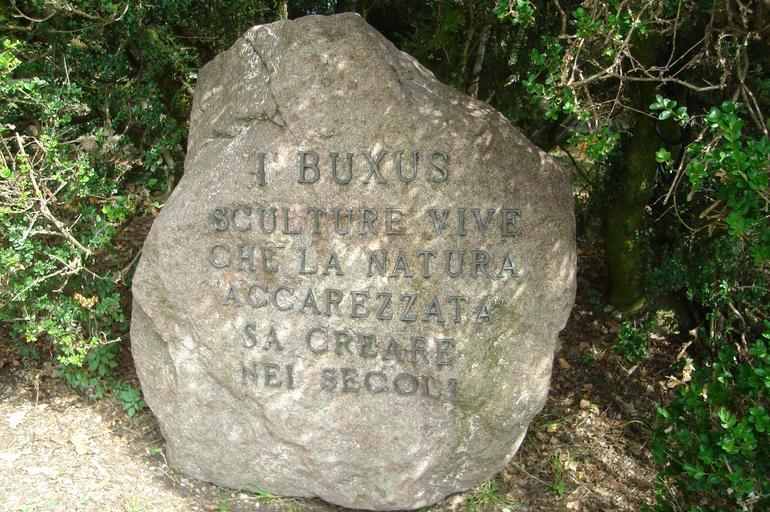 I BUXUS
SCULTURE VIVE
CHE LA NATURA
"ACCAREZZATA"
SA CREARE
NEI SECOLI